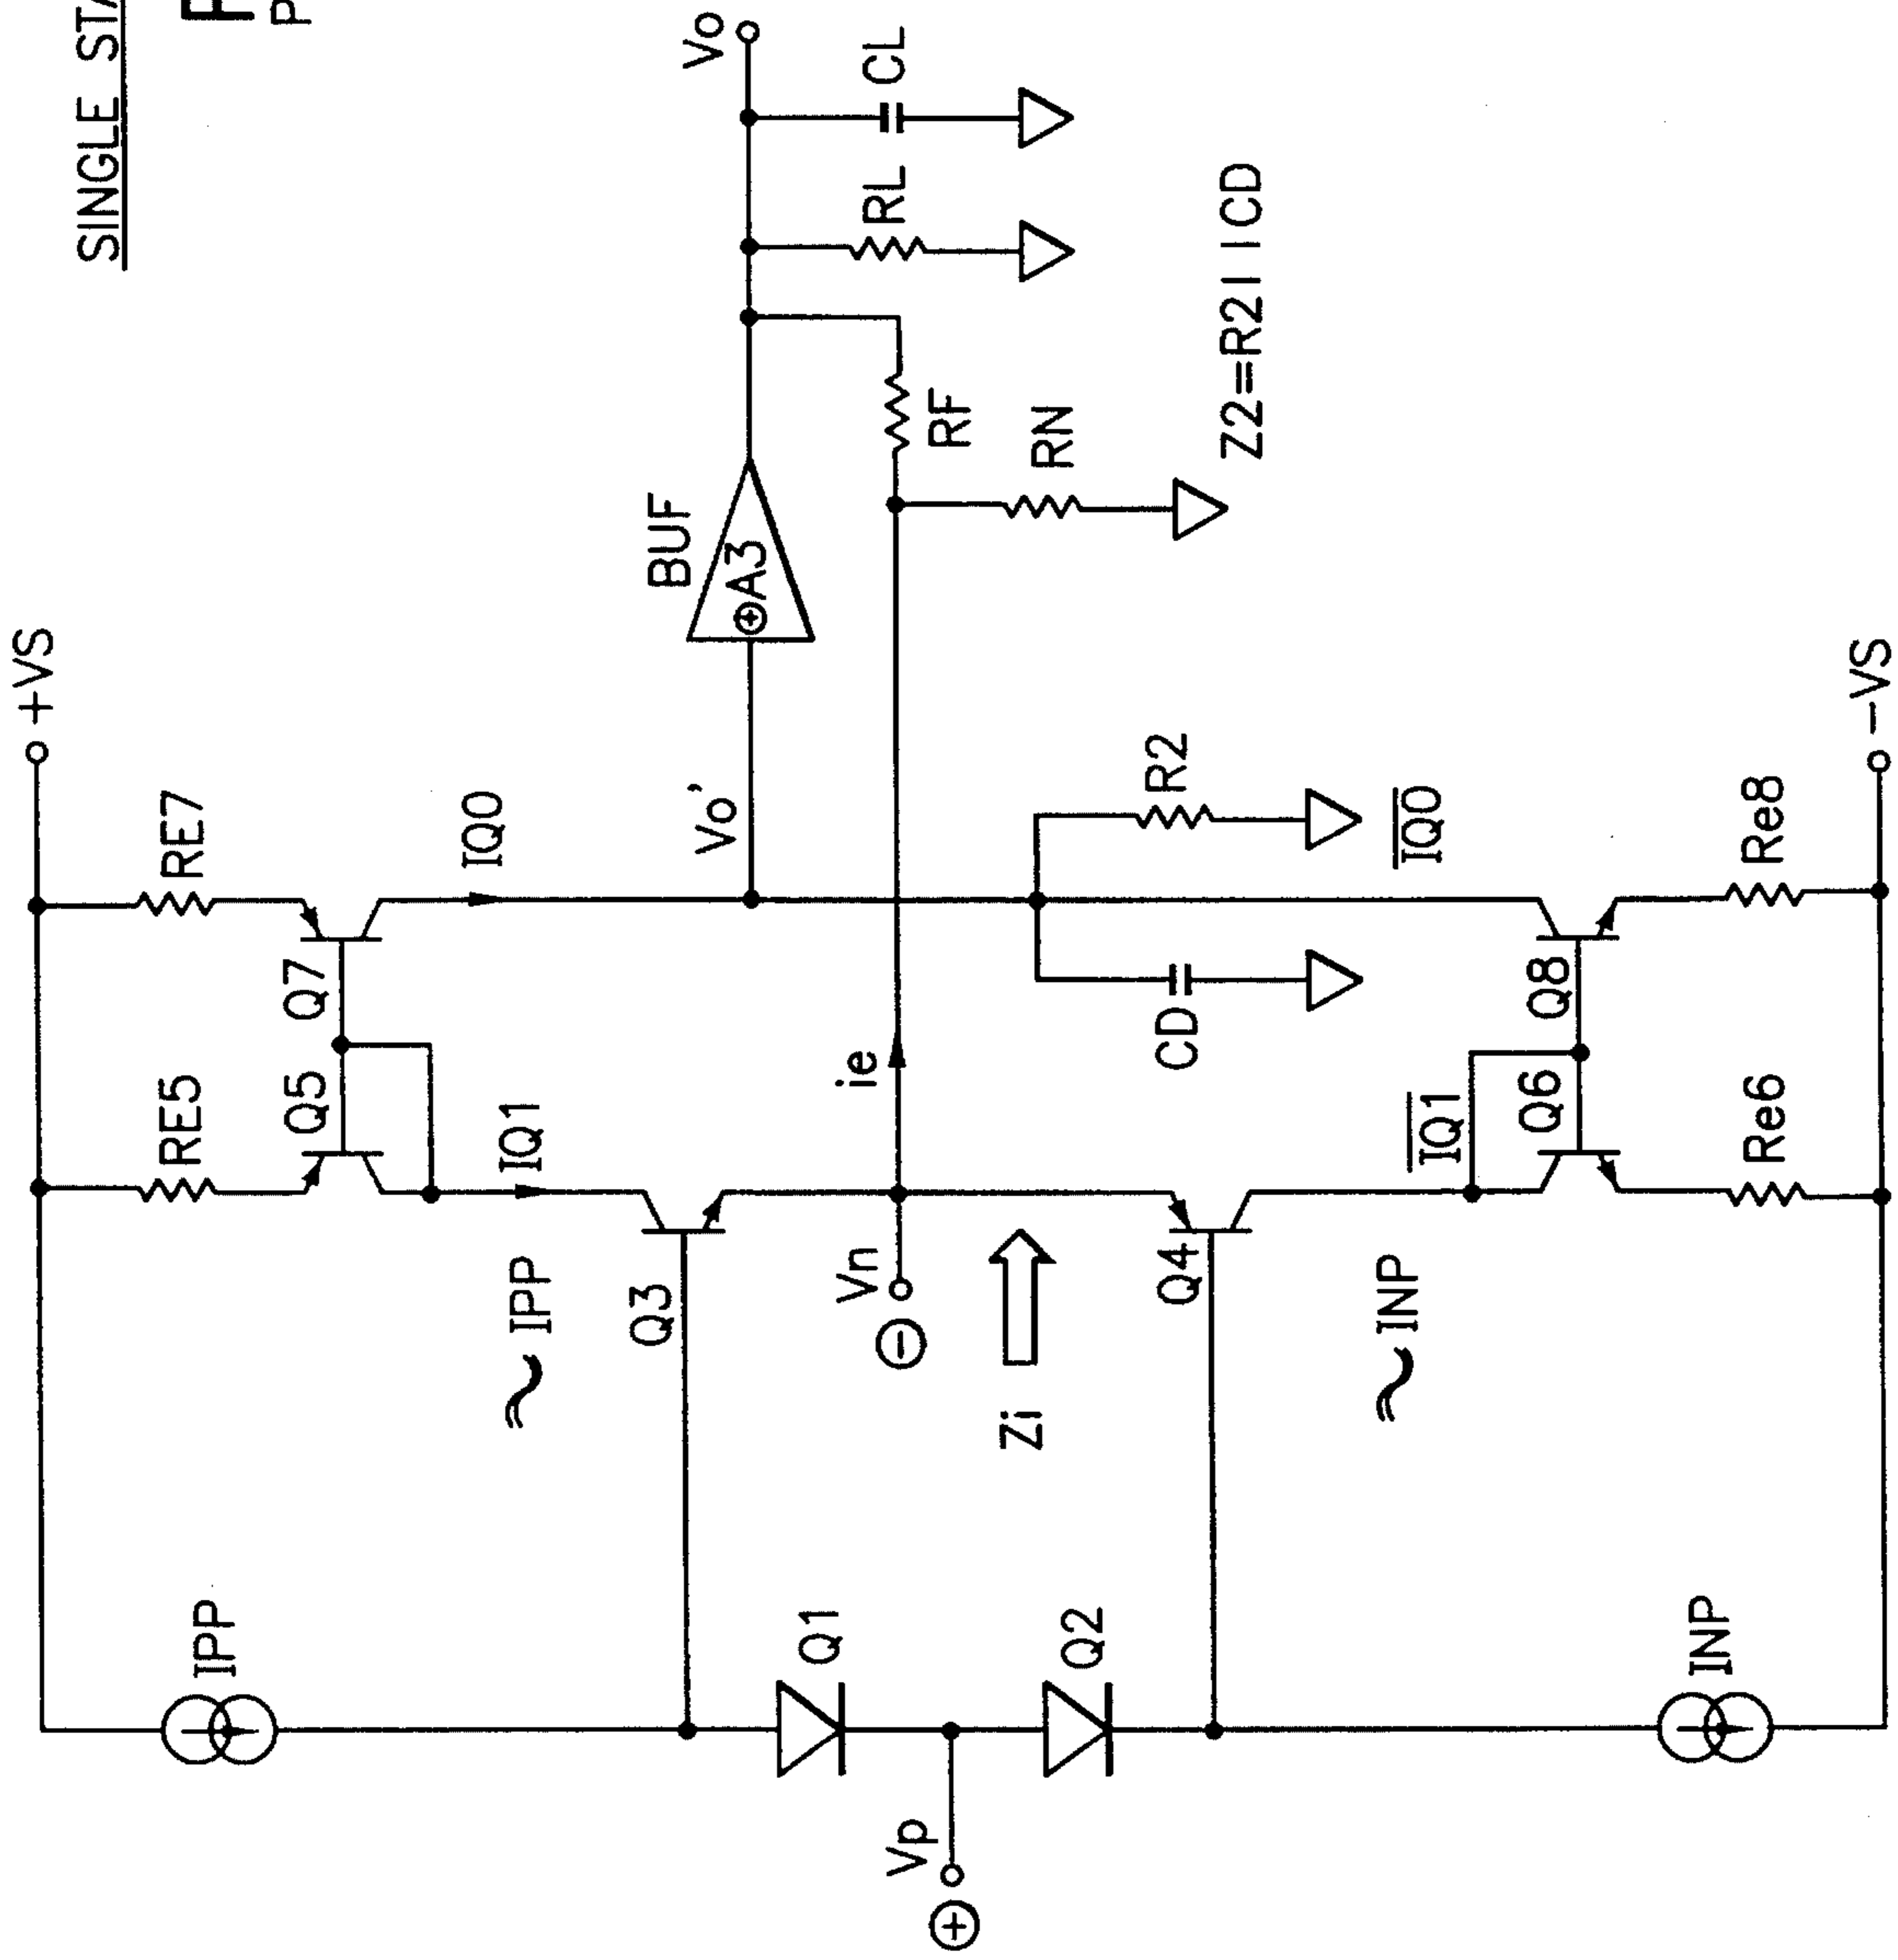 SINGLE STA
+VS
RE7
RE5
IPP
Q7
Q5
IQ0
IQ1
≈ IPP
Q3
Vo'
BUF
⊕A3
Vo
RL
CL
RF
RN
ie
Vn
⊖
Zi
Q1
Q2
Vp
⊕
R2
CD
Z2=R2IICD
Q4
≈ INP
IQ1
IQ0
Q8
Q6
Re8
Re6
INP
-VS